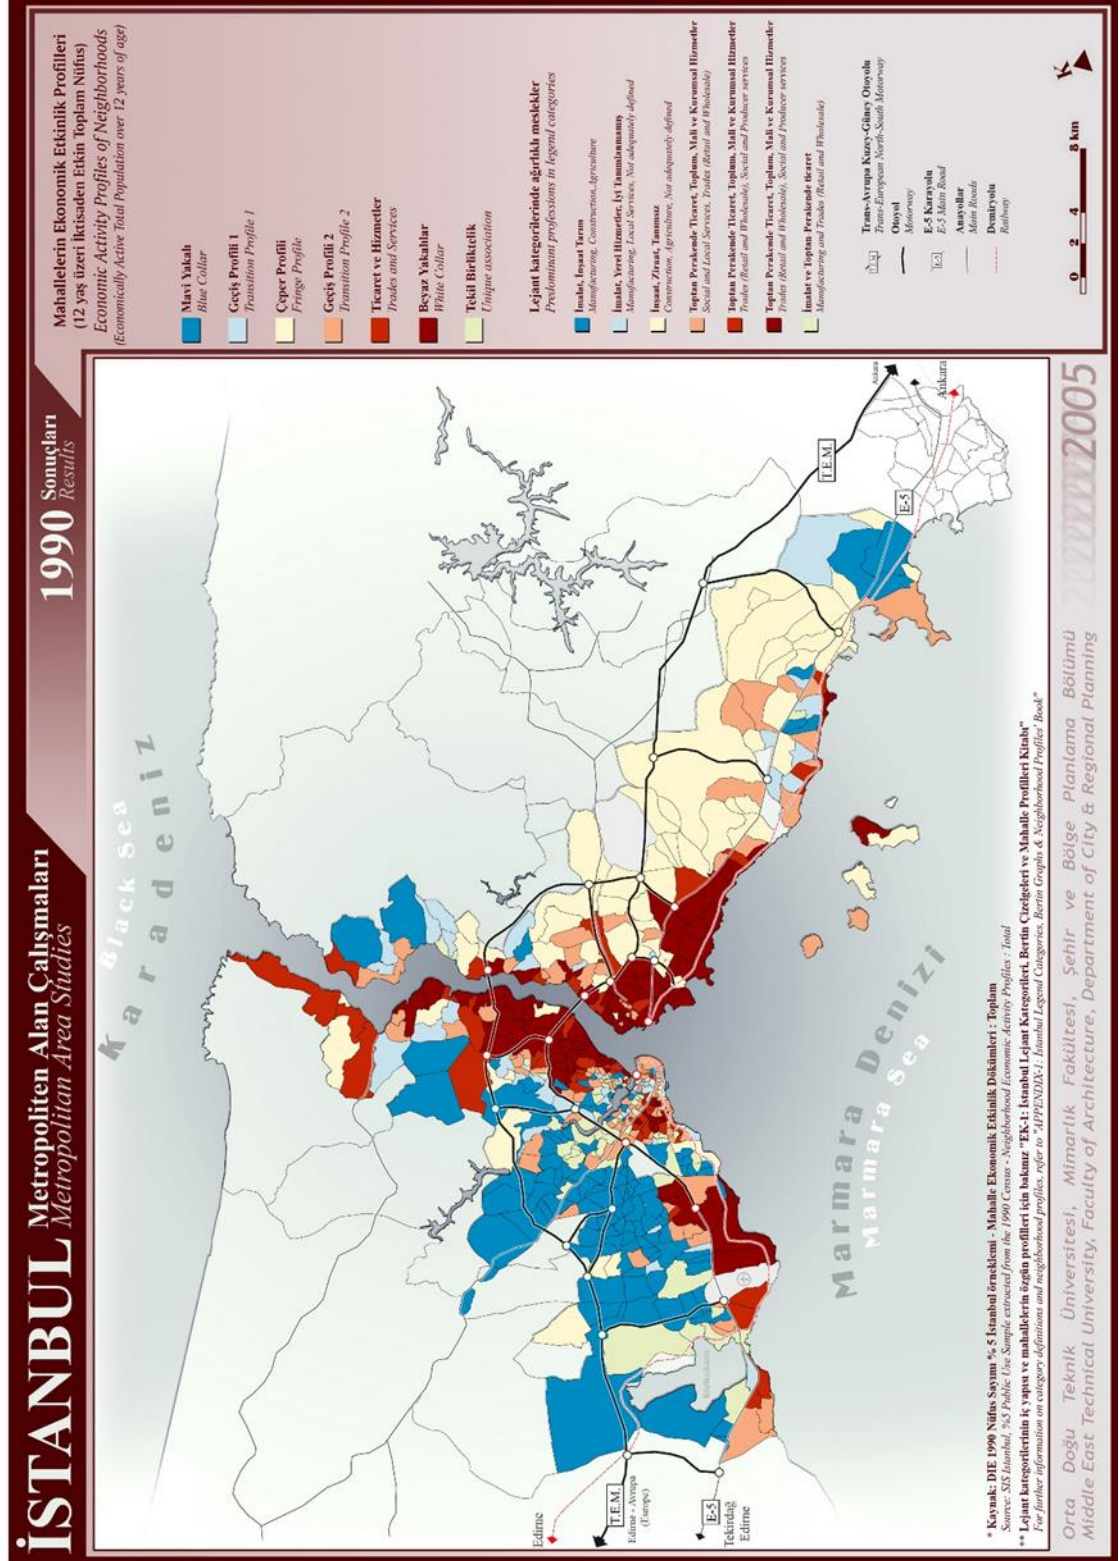 İSTANBUL Metropoliten Alan Çalışmaları
Metropolitan Area Studies
1990 Sonuçları
Results
Mahallelerin Ekonomik Etkinlik Profilleri
(12 yaş üzeri İktisaden Etkin Toplam Nüfus)
Economic Activity Profiles of Neighborhoods
(Economically Active Total Population over 12 years of age)
Mavi Yakalı
Blue Collar
Geçiş Profili 1
Transition Profile 1
Çeper Profili
Fringe Profile
Geçiş Profili 2
Transition Profile 2
Ticaret ve Hizmetler
Trades and Services
Beyaz Yakalılar
White Collar
Tekil Birliktelik
Unique association
Lejant kategorilerinde ağırlıklı meslekler
Predominant professions in legend categories
İmalat, İnşaat Tarım
Manufacturing, Construction, Agriculture
İmalat, Yerel Hizmetler, İyi Tanımlanmamış
Manufacturing, Local Services, Not adequately defined
İnşaat, Ziraat, Tanımsız
Construction, Agriculture, Not adequately defined
Toptan Perakende Ticaret, Toplum, Mali ve Kurumsal Hizmetler
Social and Local Services, Trades (Retail and Wholesale)
Toptan Perakende Ticaret, Toplum, Mali ve Kurumsal Hizmetler
Trades (Retail and Wholesale), Social and Producer services
Toptan Perakende Ticaret, Toplum, Mali ve Kurumsal Hizmetler
Trades (Retail and Wholesale), Social and Producer services
İmalat ve Toptan Perakende ticaret
Manufacturing and Trades (Retail and Wholesale)
T.E.M.
Trans-Avrupa Kuzey-Güney Otoyolu
Trans-European North-South Motorway
Otoyol
Motorway
E-5
E-5 Karayolu
E-5 Main Road
Anayollar
Main Roads
Demiryolu
Railway
0 2 4 8 km
K
Black Sea
Karadeniz
Marmara Denizi
Marmara Sea
Edirne
T.E.M.
Edirne - Avrupa
(Europe)
E-5
Tekirdağ
Edirne
T.E.M.
E-5
Ankara
Ankara
* Kaynak: DIE 1990 Nüfus Sayımı % 5 İstanbul örneklemi - Mahalle Ekonomik Etkinlik Dökümleri : Toplam
Source: SIS Istanbul, %5 Public Use Sample extracted from the 1990 Census - Neighborhood Economic Activity Profiles : Total
** Lejant kategorilerinin iç yapısı ve mahallelerin özgün profilleri için bakınız "EK-1: İstanbul Lejant Kategorileri, Bertin Çizelgeleri ve Mahalle Profilleri Kitabı"
For further information on category definitions and neighborhood profiles, refer to "APPENDIX-1: Istanbul Legend Categories, Bertin Graphs & Neighborhood Profiles' Book"
Orta Doğu Teknik Üniversitesi, Mimarlık Fakültesi, Şehir ve Bölge Planlama Bölümü
Middle East Technical University, Faculty of Architecture, Department of City & Regional Planning
2005